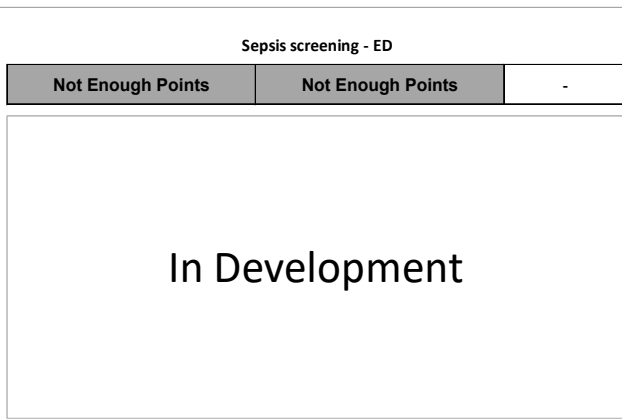 Sepsis screening - ED
Not Enough Points Not Enough Points -
In Development